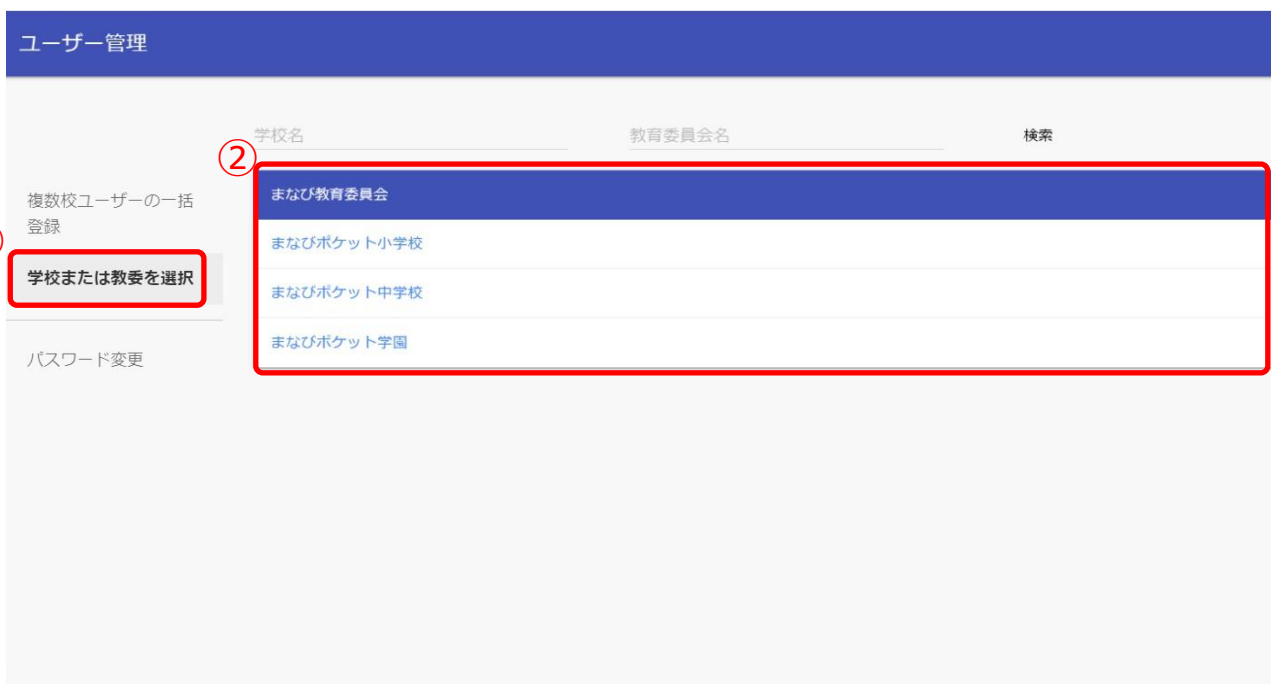 ユーザー管理
学校名
教育委員会名
検索
②
複数校ユーザーの一括
登録
学校または教委を選択
パスワード変更
まなび教育委員会
まなびポケット小学校
まなびポケット中学校
まなびポケット学園